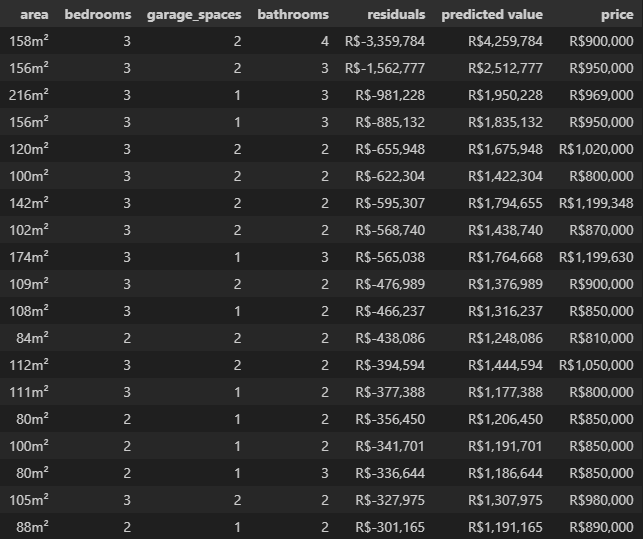 area bedrooms garage_spaces bathrooms residuals predicted value price
158m² 3 2 4 R$-3,359,784 R$4,259,784 R$900,000
156m² 3 2 3 R$-1,562,777 R$2,512,777 R$950,000
216m² 3 1 3 R$-981,228 R$1,950,228 R$969,000
156m² 3 1 3 R$-885,132 R$1,835,132 R$950,000
120m² 3 2 2 R$-655,948 R$1,675,948 R$1,020,000
100m² 3 2 2 R$-622,304 R$1,422,304 R$800,000
142m² 3 2 2 R$-595,307 R$1,794,655 R$1,199,348
102m² 3 2 2 R$-568,740 R$1,438,740 R$870,000
174m² 3 1 3 R$-565,038 R$1,764,668 R$1,199,630
109m² 3 2 2 R$-476,989 R$1,376,989 R$900,000
108m² 3 1 2 R$-466,237 R$1,316,237 R$850,000
84m² 2 2 2 R$-438,086 R$1,248,086 R$810,000
112m² 3 2 2 R$-394,594 R$1,444,594 R$1,050,000
111m² 3 1 2 R$-377,388 R$1,177,388 R$800,000
80m² 2 1 2 R$-356,450 R$1,206,450 R$850,000
100m² 2 1 2 R$-341,701 R$1,191,701 R$850,000
80m² 2 1 3 R$-336,644 R$1,186,644 R$850,000
105m² 3 2 2 R$-327,975 R$1,307,975 R$980,000
88m² 2 1 2 R$-301,165 R$1,191,165 R$890,000